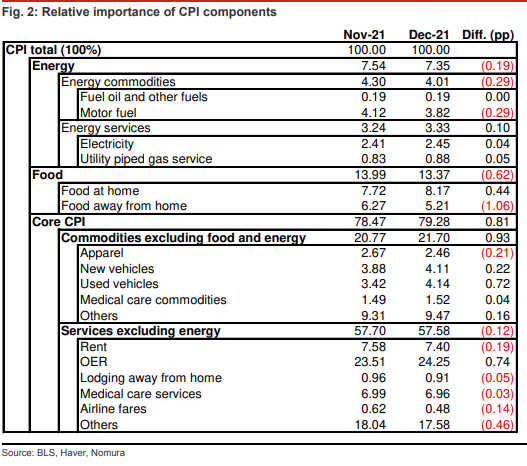 Fig. 2: Relative importance of CPI components
Nov-21 Dec-21 Diff. (pp)
CPI total (100%) 100.00 100.00
Energy 7.54 7.35 (0.19)
Energy commodities 4.30 4.01 (0.29)
Fuel oil and other fuels 0.19 0.19 0.00
Motor fuel 4.12 3.82 (0.29)
Energy services 3.24 3.33 0.10
Electricity 2.41 2.45 0.04
Utility piped gas service 0.83 0.88 0.05
Food 13.99 13.37 (0.62)
Food at home 7.72 8.17 0.44
Food away from home 6.27 5.21 (1.06)
Core CPI 78.47 79.28 0.81
Commodities excluding food and energy 20.77 21.70 0.93
Apparel 2.67 2.46 (0.21)
New vehicles 3.88 4.11 0.22
Used vehicles 3.42 4.14 0.72
Medical care commodities 1.49 1.52 0.04
Others 9.31 9.47 0.16
Services excluding energy 57.70 57.58 (0.12)
Rent 7.58 7.40 (0.19)
OER 23.51 24.25 0.74
Lodging away from home 0.96 0.91 (0.05)
Medical care services 6.99 6.96 (0.03)
Airline fares 0.62 0.48 (0.14)
Others 18.04 17.58 (0.46)
Source: BLS, Haver, Nomura